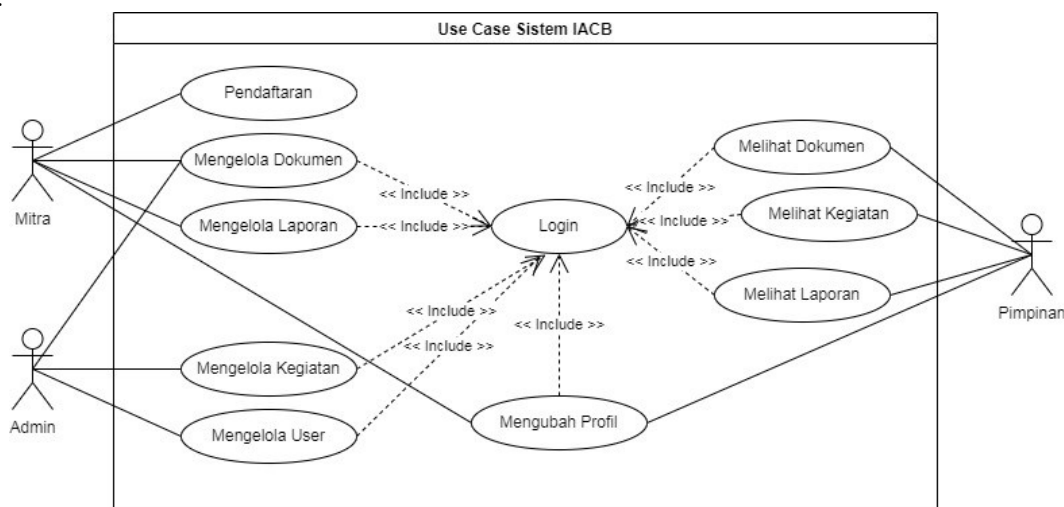 Use Case Sistem IACB
Pendaftaran
Mengelola Dokumen
Melihat Dokumen
<< Include >>
<< Include >>
Mitra
Mengelola Laporan
<< Include >>
Login
<< Include >>
Melihat Kegiatan
<< Include >>
Melihat Laporan
Pimpinan
<< Include >>
<< Include >>
<< Include >>
Mengelola Kegiatan
Admin
Mengelola User
Mengubah Profil